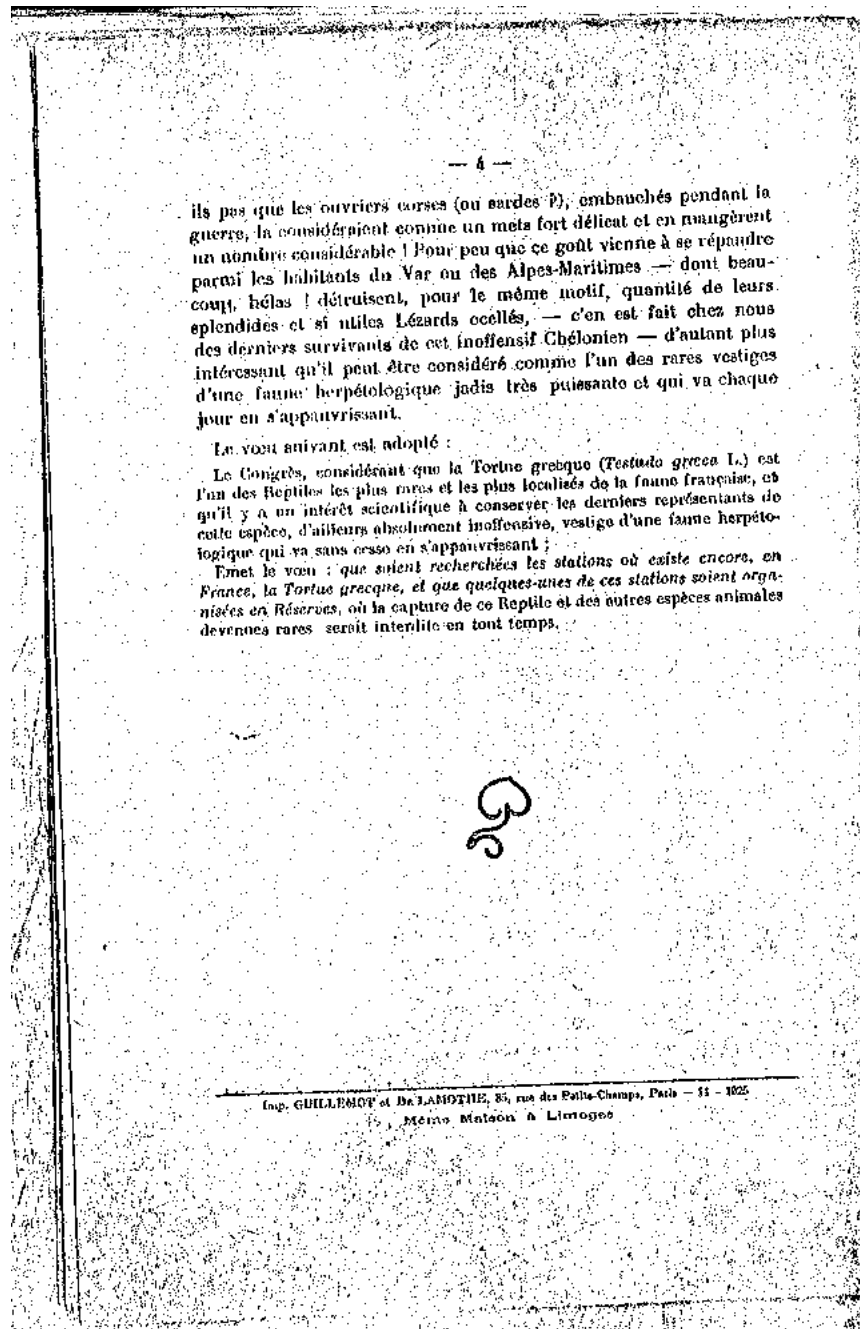 — 4 —
ils pas que les ouvriers corses (ou sardes ?), embauchés pendant la
guerre, la considéraient comme un mets fort délicat et en mangèrent
un nombre considérable ! Pour peu que ce goût vienne à se répandre
parmi les habitants du Var ou des Alpes-Maritimes — dont beau-
coup, hélas ! détruisent, pour le même motif, quantité de leurs
splendides et si utiles Lézards ocellés, — c'en est fait chez nous
des derniers survivants de cet inoffensif Chélonien — d'autant plus
intéressant qu'il peut être considéré comme l'un des rares vestiges
d'une faune herpétologique jadis très puissante et qui va chaque
jour en s'appauvrissant.
Le vœu suivant est adopté :
Le Congrès, considérant que la Tortue grecque (Testudo græca L.) est
l'un des Reptiles les plus rares et les plus localisés de la faune française, et
qu'il y a un intérêt scientifique à conserver les derniers représentants de
cette espèce, d'ailleurs absolument inoffensive, vestige d'une faune herpéto-
logique qui va sans cesse en s'appauvrissant ;
Emet le vœu : que soient recherchées les stations où existe encore, en
France, la Tortue grecque, et que quelques-unes de ces stations soient orga-
nisées en Réserves, où la capture de ce Reptile et des autres espèces animales
devenues rares serait interdite en tout temps.
Imp. GUILLEMOT et DE LAMOTHE, 85, rue des Petits-Champs, Paris — 1925
Même Maison à Limoges